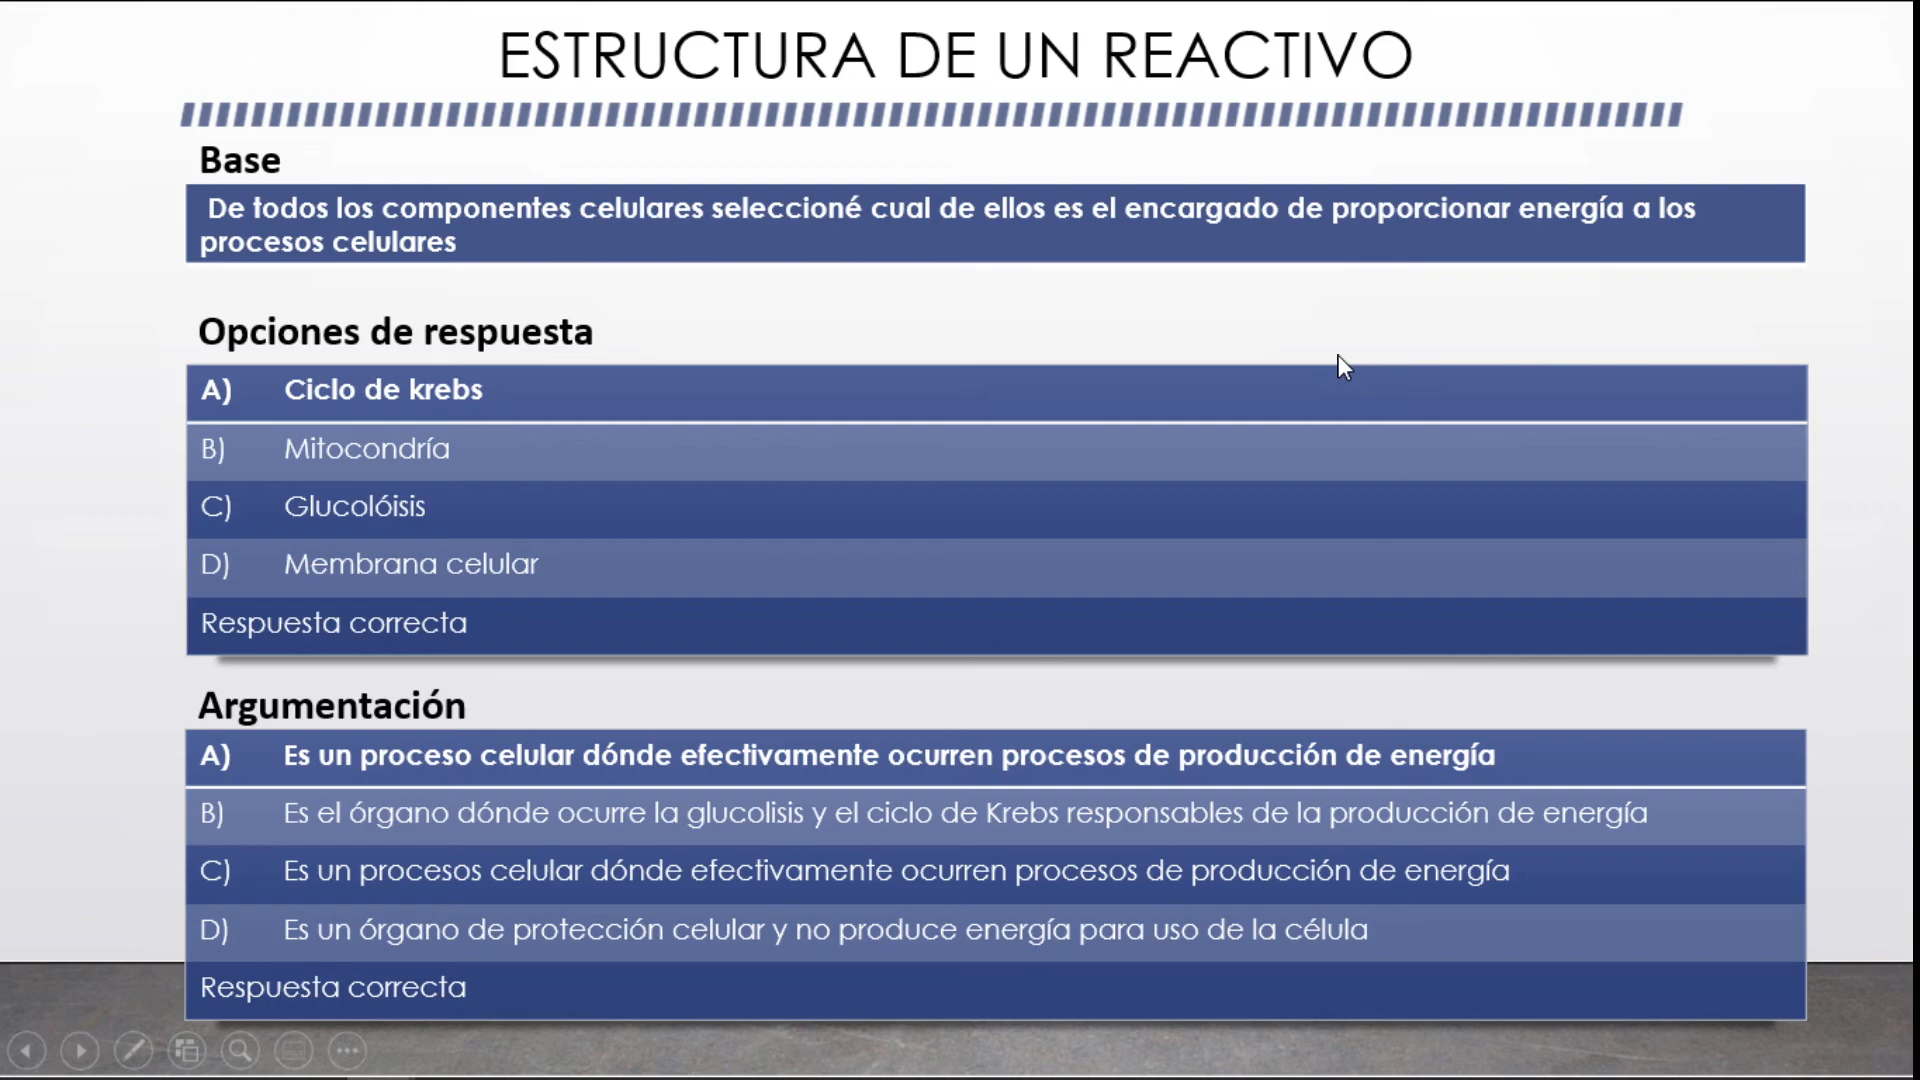 ESTRUCTURA DE UN REACTIVO
Base
De todos los componentes celulares seleccioné cual de ellos es el encargado de proporcionar energía a los
procesos celulares
Opciones de respuesta
A) Ciclo de krebs
B) Mitocondría
C) Glucolóisis
D) Membrana celular
Respuesta correcta
Argumentación
A) Es un proceso celular dónde efectivamente ocurren procesos de producción de energía
B) Es el órgano dónde ocurre la glucolisis y el ciclo de Krebs responsables de la producción de energía
C) Es un procesos celular dónde efectivamente ocurren procesos de producción de energía
D) Es un órgano de protección celular y no produce energía para uso de la célula
Respuesta correcta